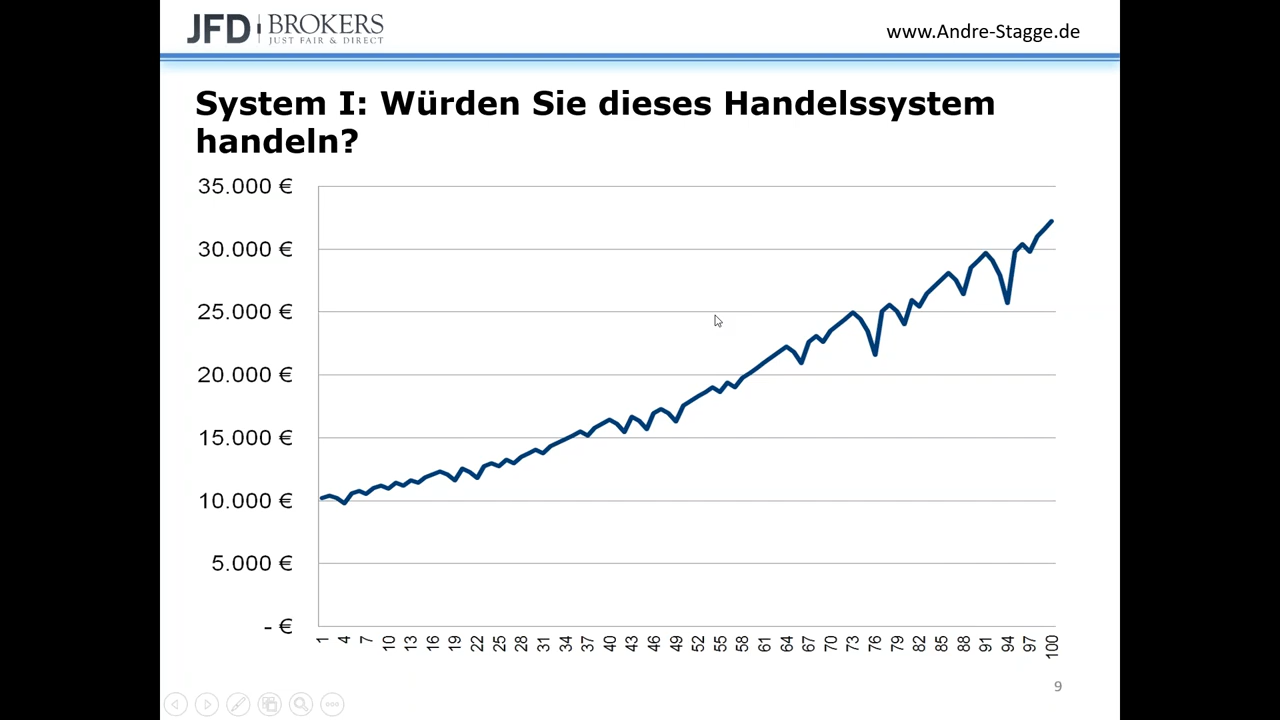 JFD BROKERS
JUST FAIR & DIRECT
www.Andre-Stagge.de
System I: Würden Sie dieses Handelssystem
handeln?
35.000 €
30.000 €
25.000 €
20.000 €
15.000 €
10.000 €
5.000 €
- €
1 4 7 10 13 16 19 22 25 28 31 34 37 40 43 46 49 52 55 58 61 64 67 70 73 76 79 82 85 88 91 94 97 100
9